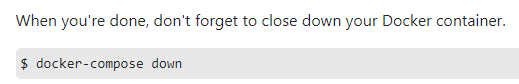 When you're done, don't forget to close down your Docker container.
$ docker-compose down